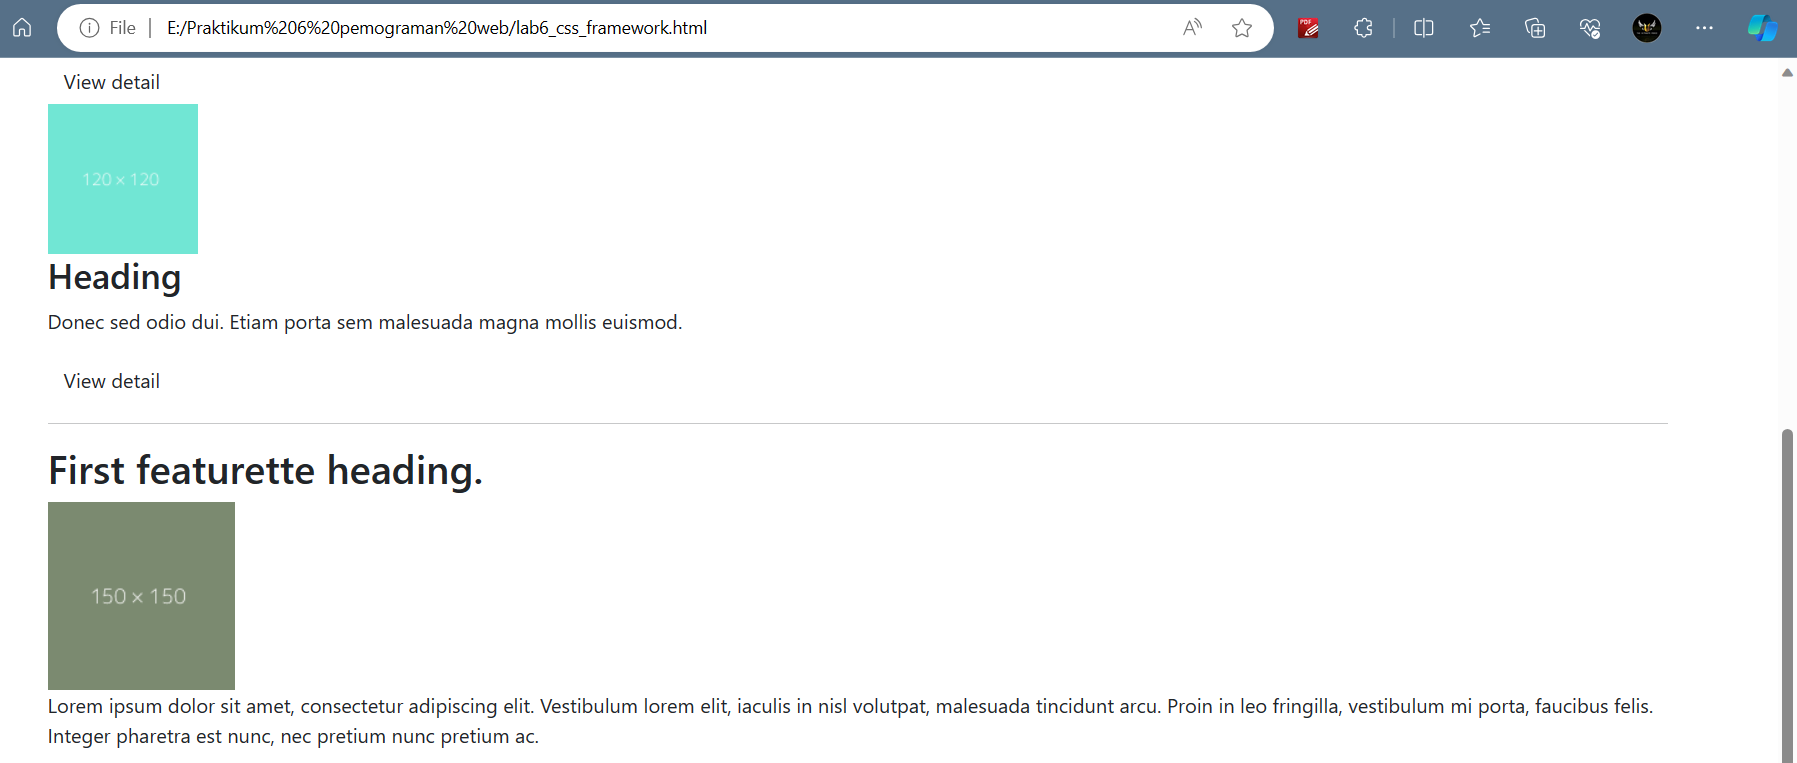 File
E:/Praktikum%206%20pemograman%20web/lab6_css_framework.html
A
PDF
View detail
120 × 120
Heading
Donec sed odio dui. Etiam porta sem malesuada magna mollis euismod.
View detail
First featurette heading.
150 × 150
Lorem ipsum dolor sit amet, consectetur adipiscing elit. Vestibulum lorem elit, iaculis in nisl volutpat, malesuada tincidunt arcu. Proin in leo fringilla, vestibulum mi porta, faucibus felis.
Integer pharetra est nunc, nec pretium nunc pretium ac.